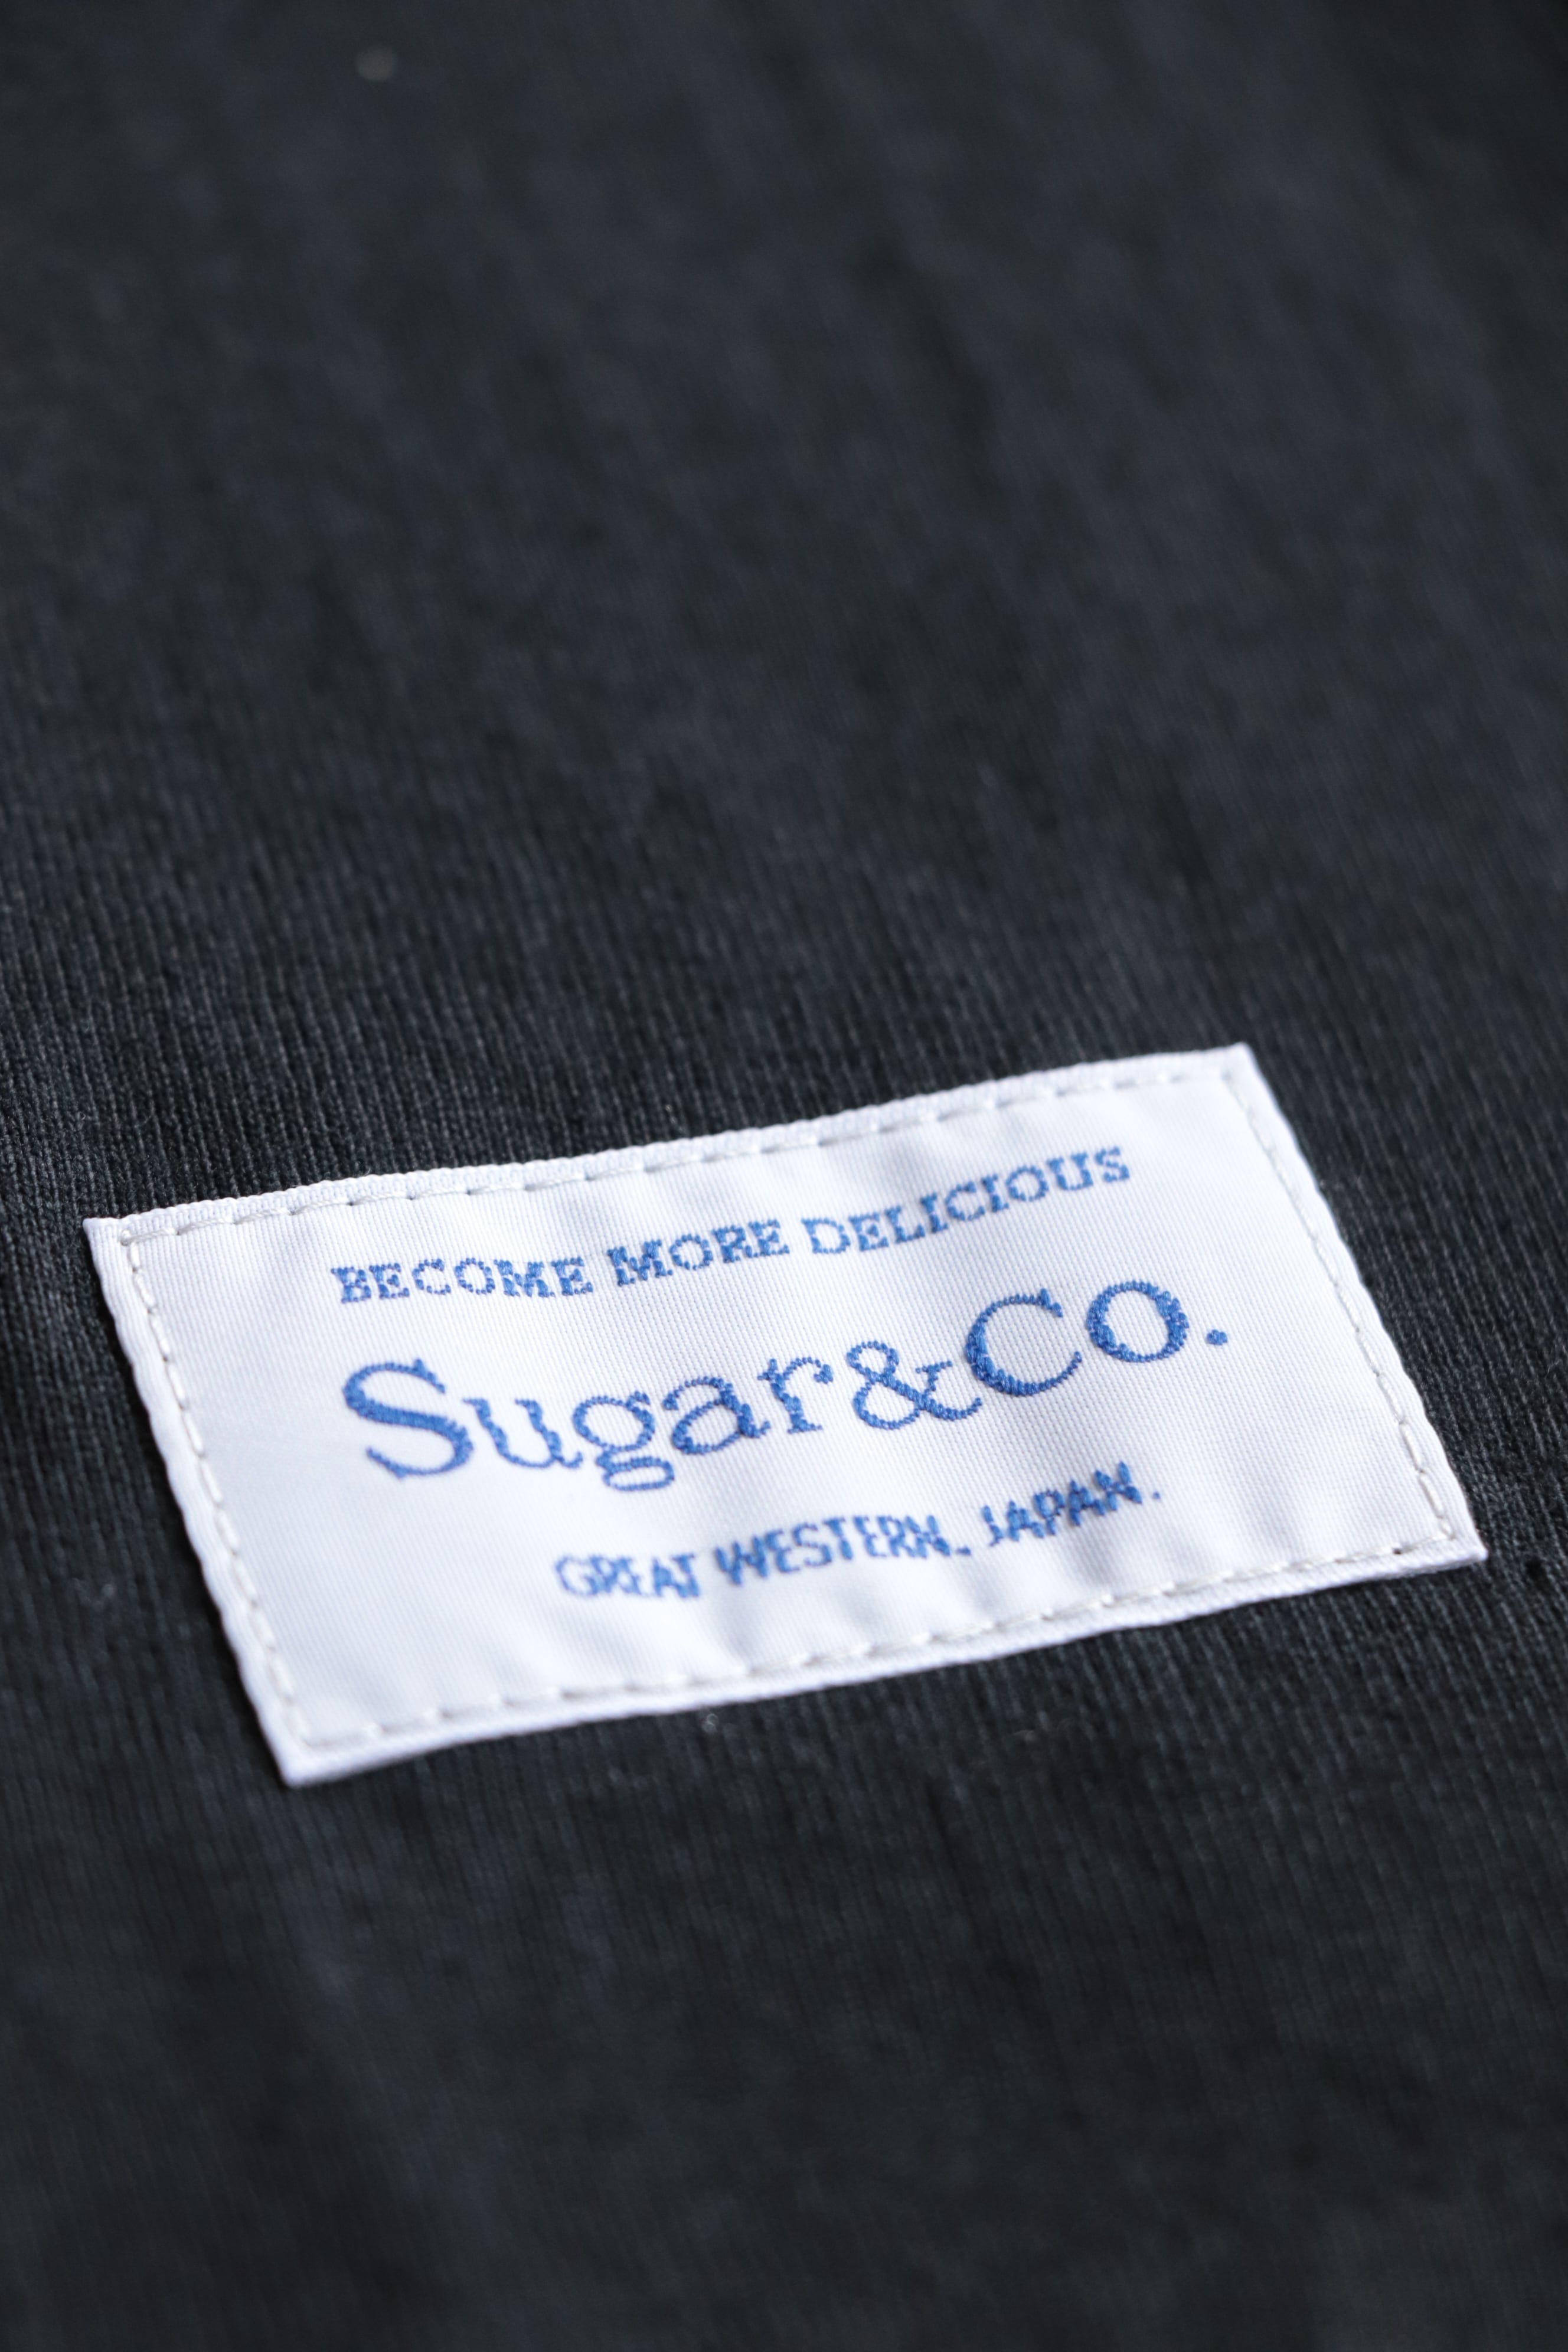 BECOME MORE DELICIOUS
Sugar&Co.
GREAT WESTERN, JAPAN.